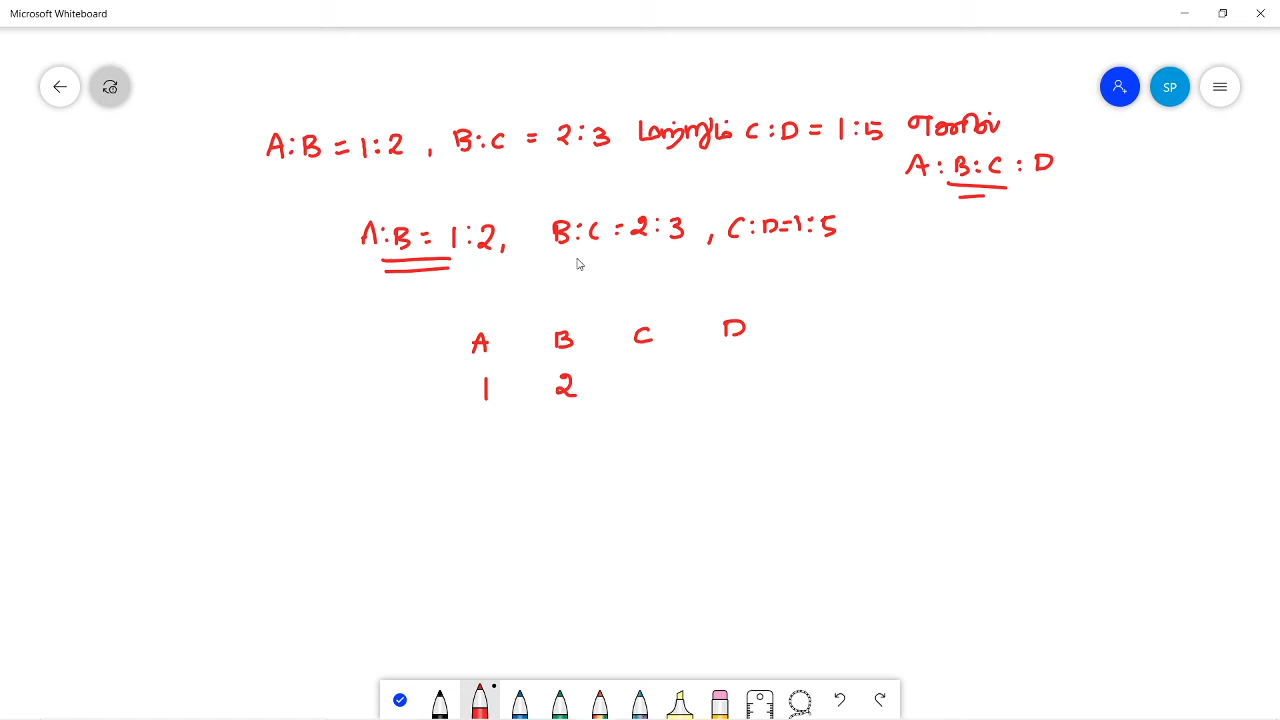 Microsoft Whiteboard
SP
A:B = 1:2 , B:C = 2:3 மற்றும் C:D = 1:5 எனில்
A:B:C:D
A:B = 1:2, B:C = 2:3 , C:D=1:5
A B C D
1 2